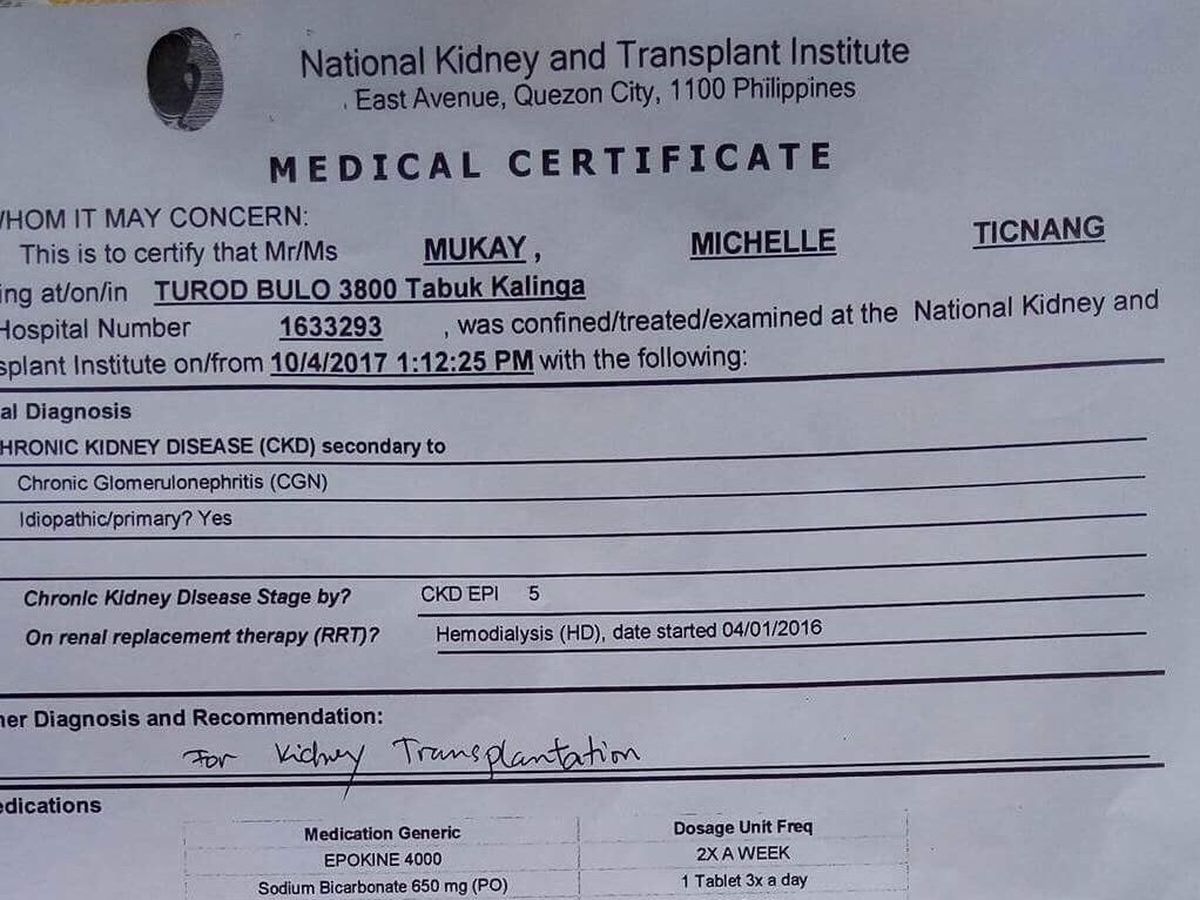 National Kidney and Transplant Institute
East Avenue, Quezon City, 1100 Philippines
MEDICAL CERTIFICATE
WHOM IT MAY CONCERN:
This is to certify that Mr/Ms MUKAY, MICHELLE TICNANG
ing at/on/in TUROD BULO 3800 Tabuk Kalinga
Hospital Number 1633293 , was confined/treated/examined at the National Kidney and
splant Institute on/from 10/4/2017 1:12:25 PM with the following:
al Diagnosis
HRONIC KIDNEY DISEASE (CKD) secondary to
Chronic Glomerulonephritis (CGN)
Idiopathic/primary? Yes
Chronic Kidney Disease Stage by? CKD EPI 5
On renal replacement therapy (RRT)? Hemodialysis (HD), date started 04/01/2016
her Diagnosis and Recommendation:
For Kidney Transplantation
edications
Medication Generic Dosage Unit Freq
EPOKINE 4000 2X A WEEK
Sodium Bicarbonate 650 mg (PO) 1 Tablet 3x a day